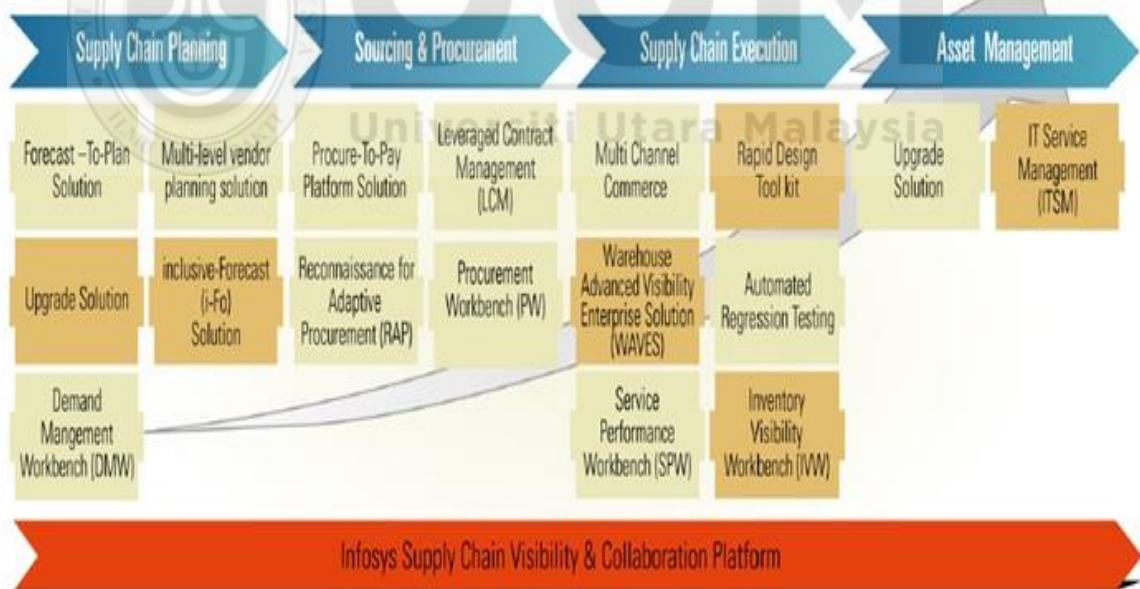 Supply Chain Planning
Sourcing & Procurement
Supply Chain Execution
Asset Management
Universiti Utara Malaysia
Forecast –To-Plan
Solution
Multi-level vendor
planning solution
Procure-To-Pay
Platform Solution
Leveraged Contract
Management
(LCM)
Multi Channel
Commerce
Rapid Design
Tool kit
Upgrade
Solution
IT Service
Management
(ITSM)
Upgrade Solution
inclusive-Forecast
(i-Fo)
Solution
Reconnaissance for
Adaptive
Procurement (RAP)
Procurement
Workbench (PW)
Warehouse
Advanced Visibility
Enterprise Solution
(WAVES)
Automated
Regression Testing
Demand
Mangement
Workbench (DMW)
Service
Performance
Workbench (SPW)
Inventory
Visibility
Workbench (IVW)
Infosys Supply Chain Visibility & Collaboration Platform